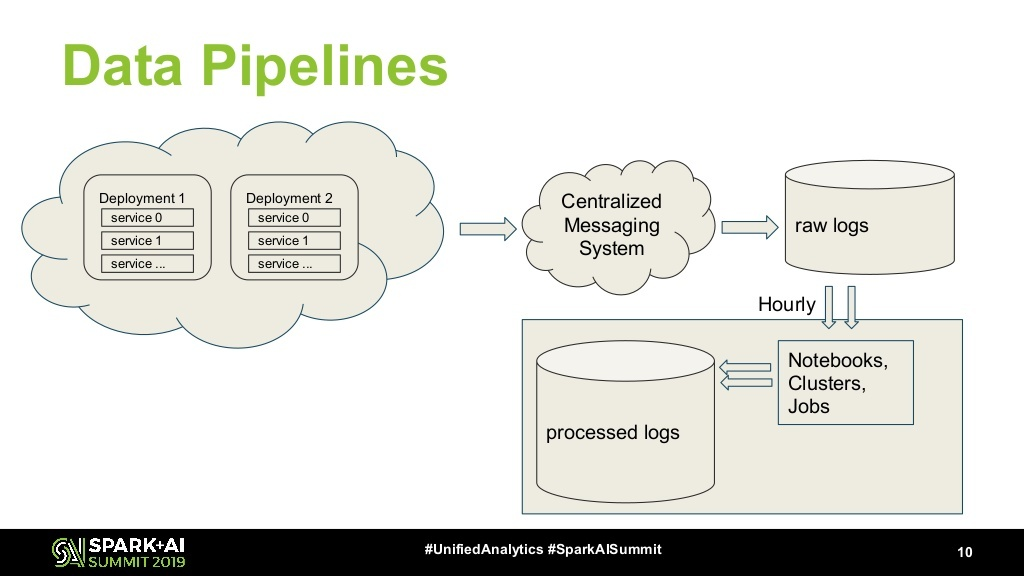 Data Pipelines
Deployment 1
service 0
service 1
service ...
Deployment 2
service 0
service 1
service ...
Centralized
Messaging
System
raw logs
Hourly
Notebooks,
Clusters,
Jobs
processed logs
SPARK+AI
SUMMIT 2019
#UnifiedAnalytics #SparkAISummit
10